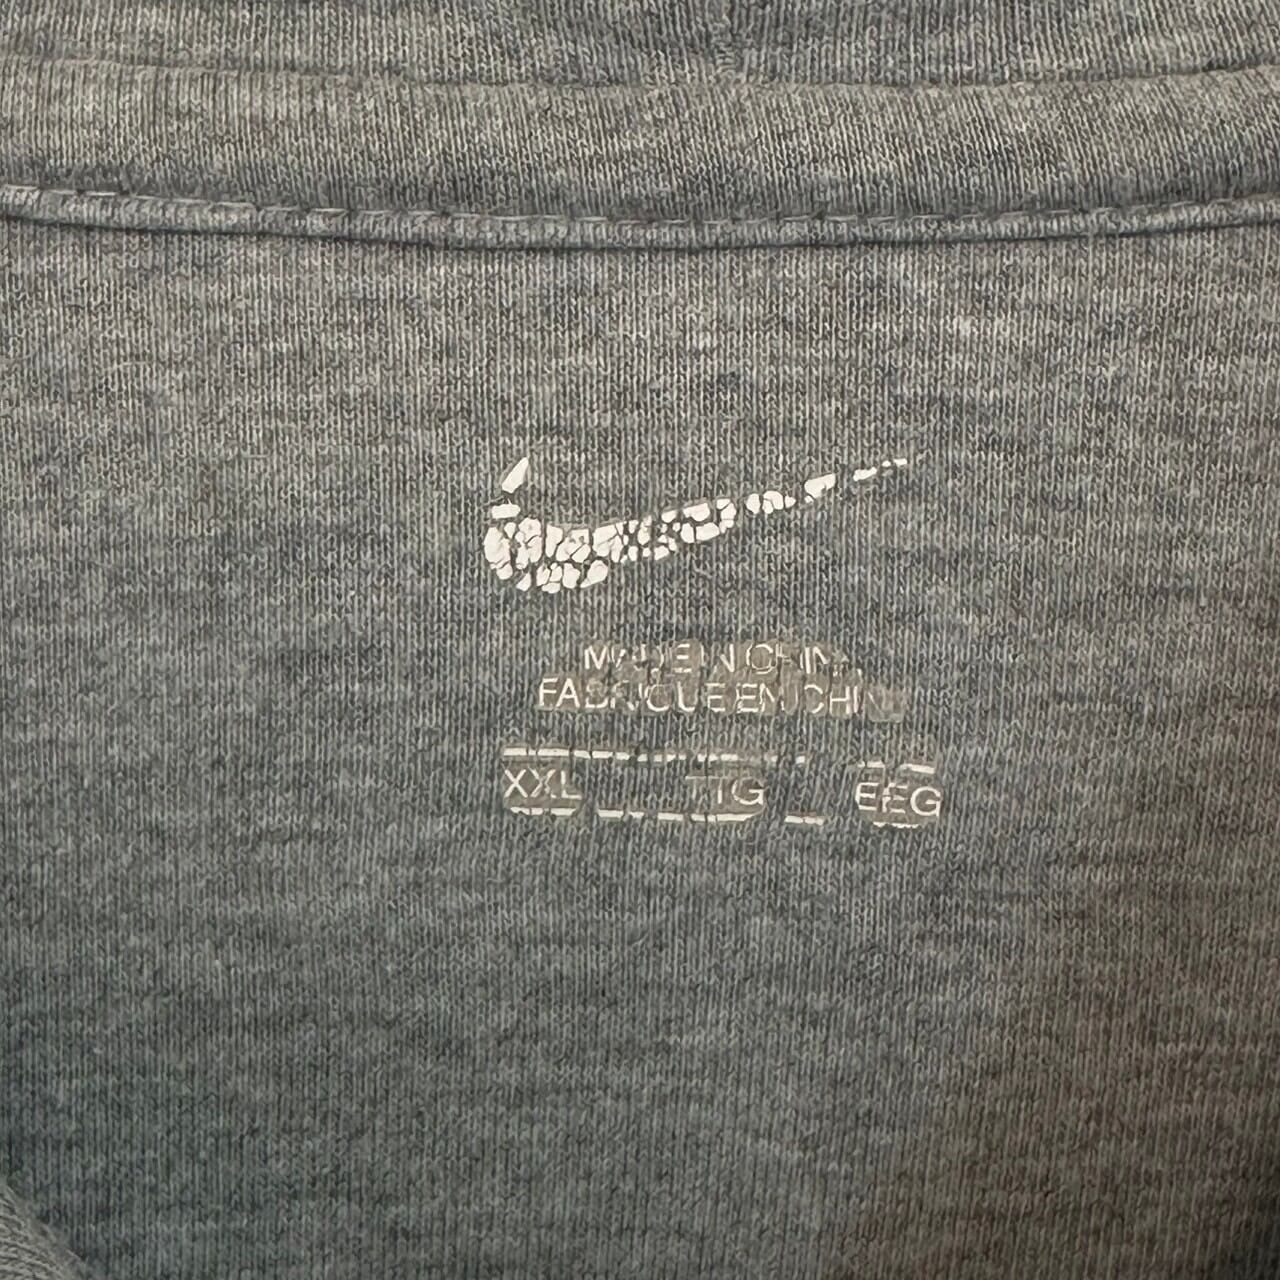 MADE IN CHINA
FABRIQUE EN CHINE
XXL TTG EEG